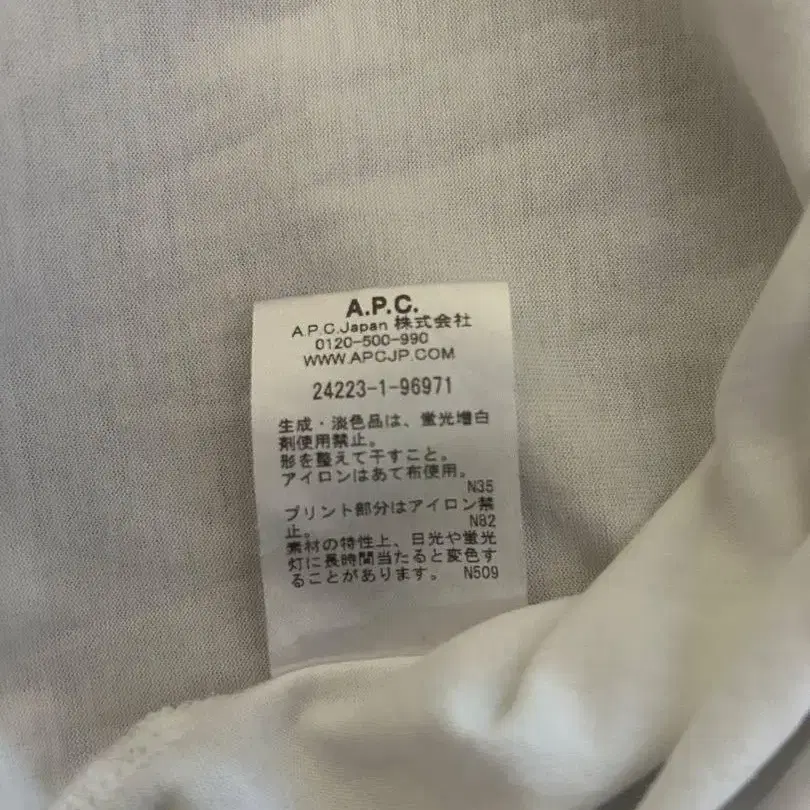 A.P.C.
A.P.C.Japan 株式会社
0120-500-990
WWW.APCJP.COM
24223-1-96971
生成・淡色品は、蛍光増白
剤使用禁止。
形を整えて干すこと。
アイロンはあて布使用。
N35
プリント部分はアイロン禁
止。 N82
素材の特性上、日光や蛍光
灯に長時間当たると変色す
ることがあります。 N509